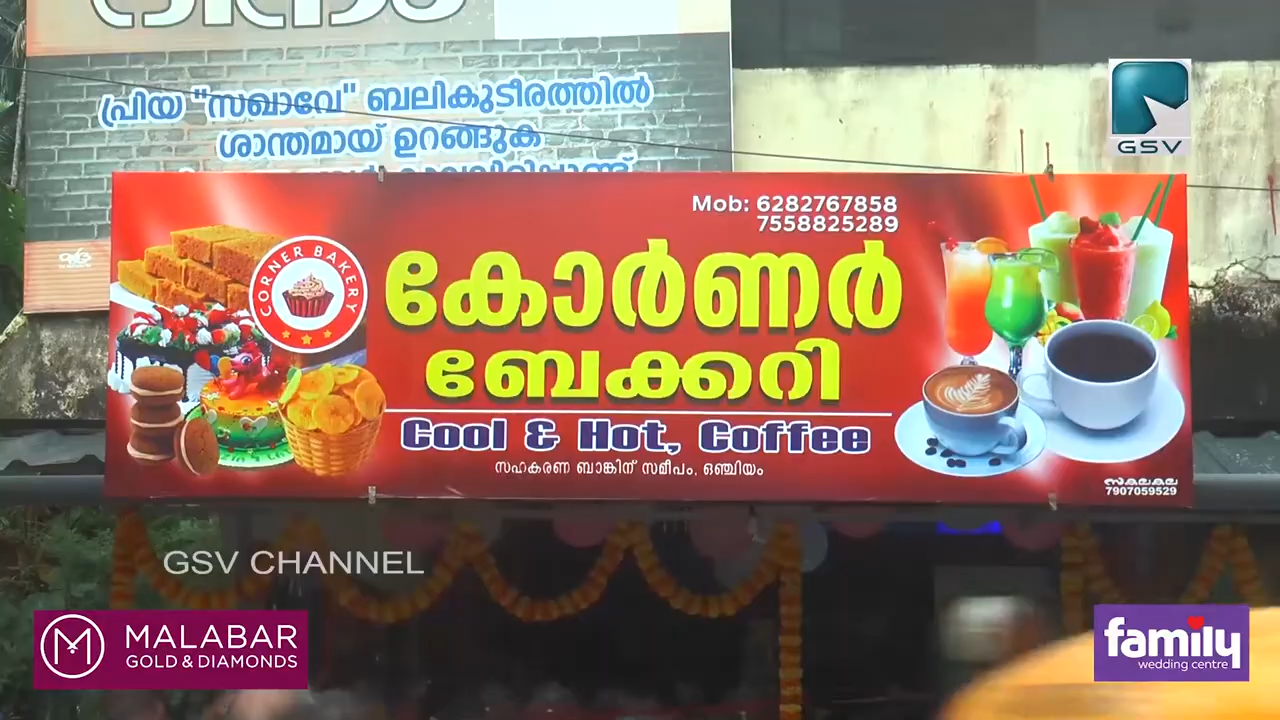 പ്രിയ "സഖാവേ" ബലികുടീരത്തിൽ
ശാന്തമായ് ഉറങ്ങുക
GSV
Mob: 6282767858
7558825289
CORNER BAKERY
കോർണർ
ബേക്കറി
Cool & Hot, Coffee
സഹകരണ ബാങ്കിന് സമീപം, ഒഞ്ചിയം
സകലകല
7907059529
GSV CHANNEL
MALABAR
GOLD & DIAMONDS
family
wedding centre